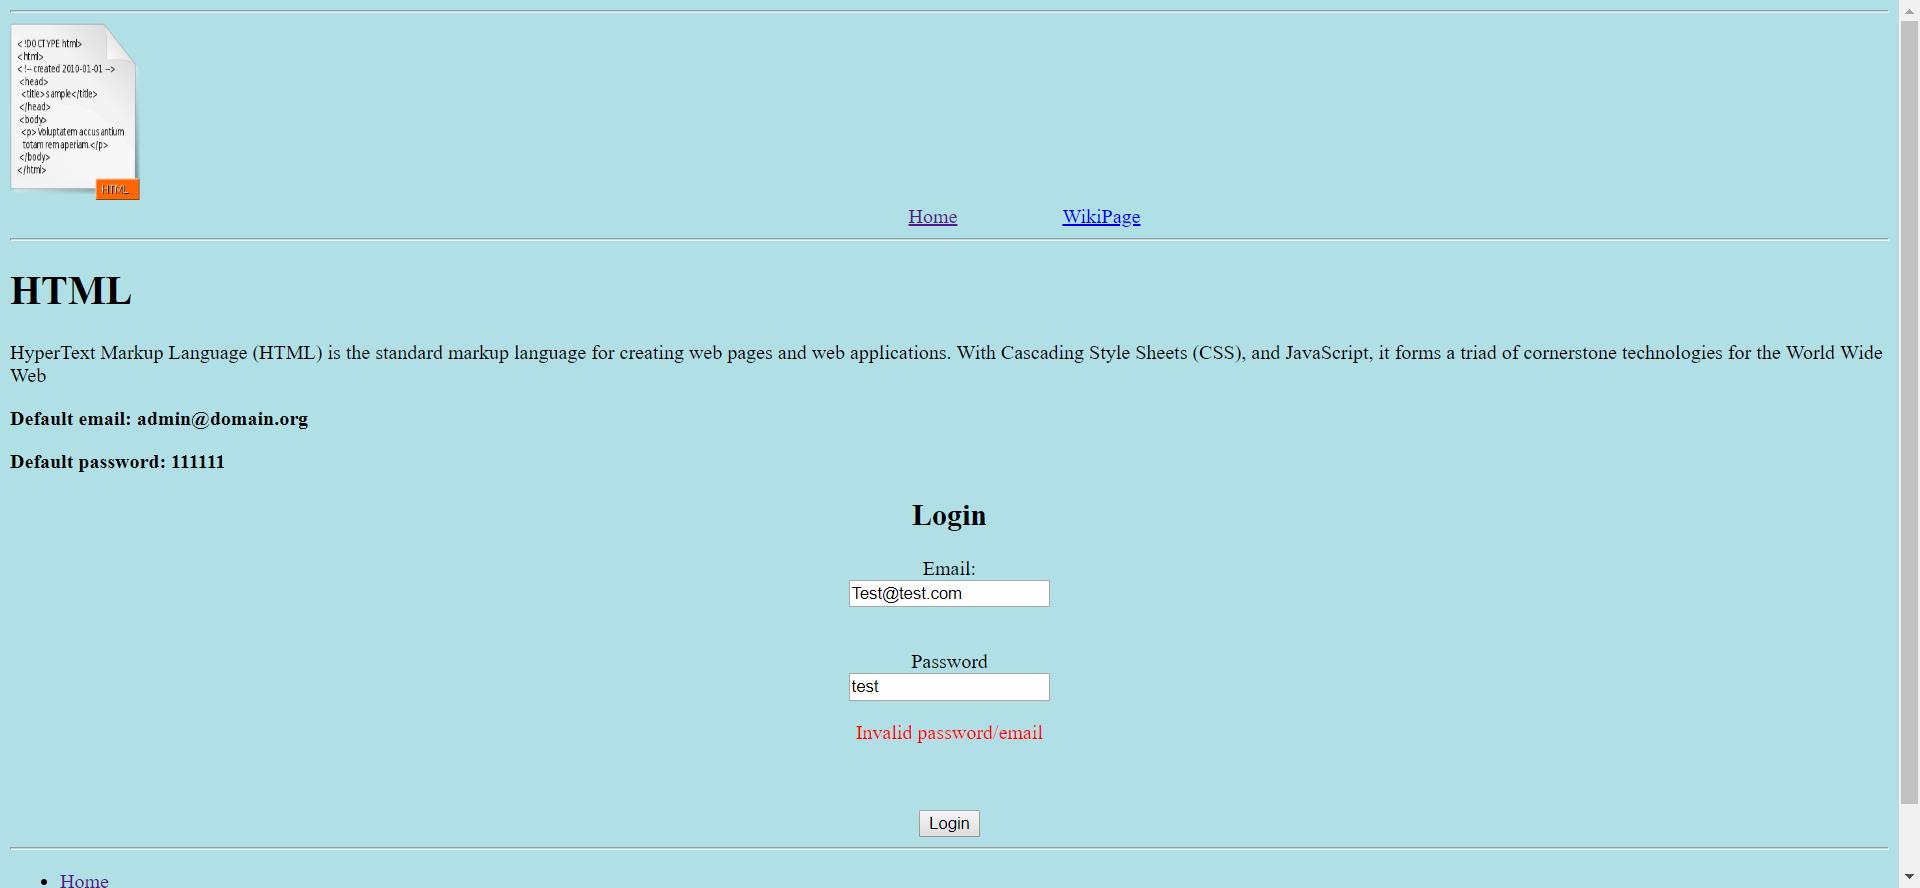 < !DOCTYPE html>
<html>
< !-- created 2010-01-01 -->
<head>
<title>sample</title>
</head>
<body>
<p>Voluptatem accusantium
totam rem aperiam.</p>
</body>
</html>
HTML
Home WikiPage
HTML
HyperText Markup Language (HTML) is the standard markup language for creating web pages and web applications. With Cascading Style Sheets (CSS), and JavaScript, it forms a triad of cornerstone technologies for the World Wide
Web
Default email: admin@domain.org
Default password: 111111
Login
Email:
Test@test.com
Password
test
Invalid password/email
Login
Home